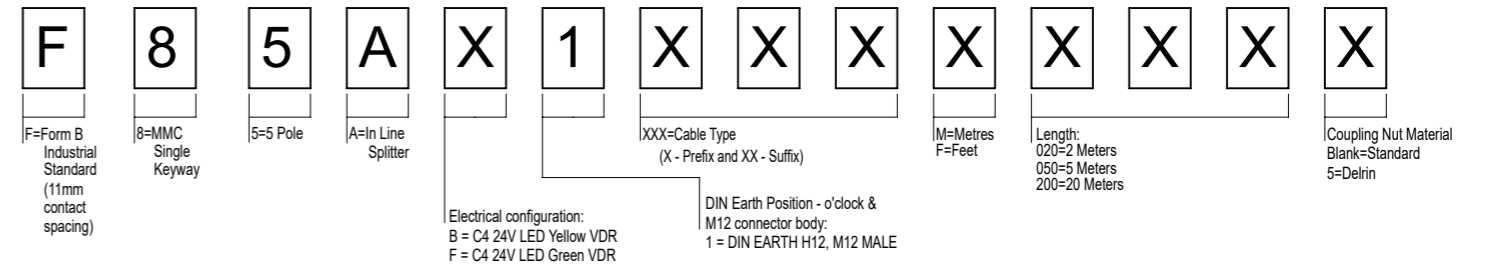 F 8 5 A X 1 X X X X X X X X
F=Form B
Industrial
Standard
(11mm
contact
spacing)
8=MMC
Single
Keyway
5=5 Pole
A=In Line
Splitter
Electrical configuration:
B = C4 24V LED Yellow VDR
F = C4 24V LED Green VDR
DIN Earth Position - o'clock &
M12 connector body:
1 = DIN EARTH H12, M12 MALE
XXX=Cable Type
(X - Prefix and XX - Suffix)
M=Metres
F=Feet
Length:
020=2 Meters
050=5 Meters
200=20 Meters
Coupling Nut Material
Blank=Standard
5=Delrin